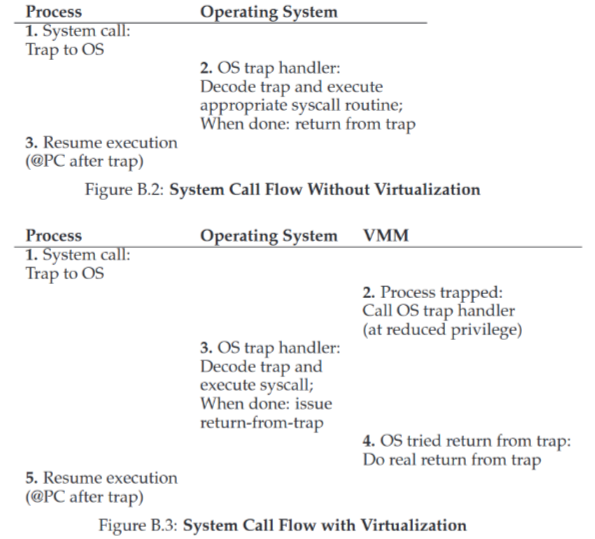 Process Operating System
1. System call:
Trap to OS
2. OS trap handler:
Decode trap and execute
appropriate syscall routine;
When done: return from trap
3. Resume execution
(@PC after trap)
Figure B.2: System Call Flow Without Virtualization
Process Operating System VMM
1. System call:
Trap to OS
2. Process trapped:
Call OS trap handler
(at reduced privilege)
3. OS trap handler:
Decode trap and
execute syscall;
When done: issue
return-from-trap
4. OS tried return from trap:
Do real return from trap
5. Resume execution
(@PC after trap)
Figure B.3: System Call Flow with Virtualization